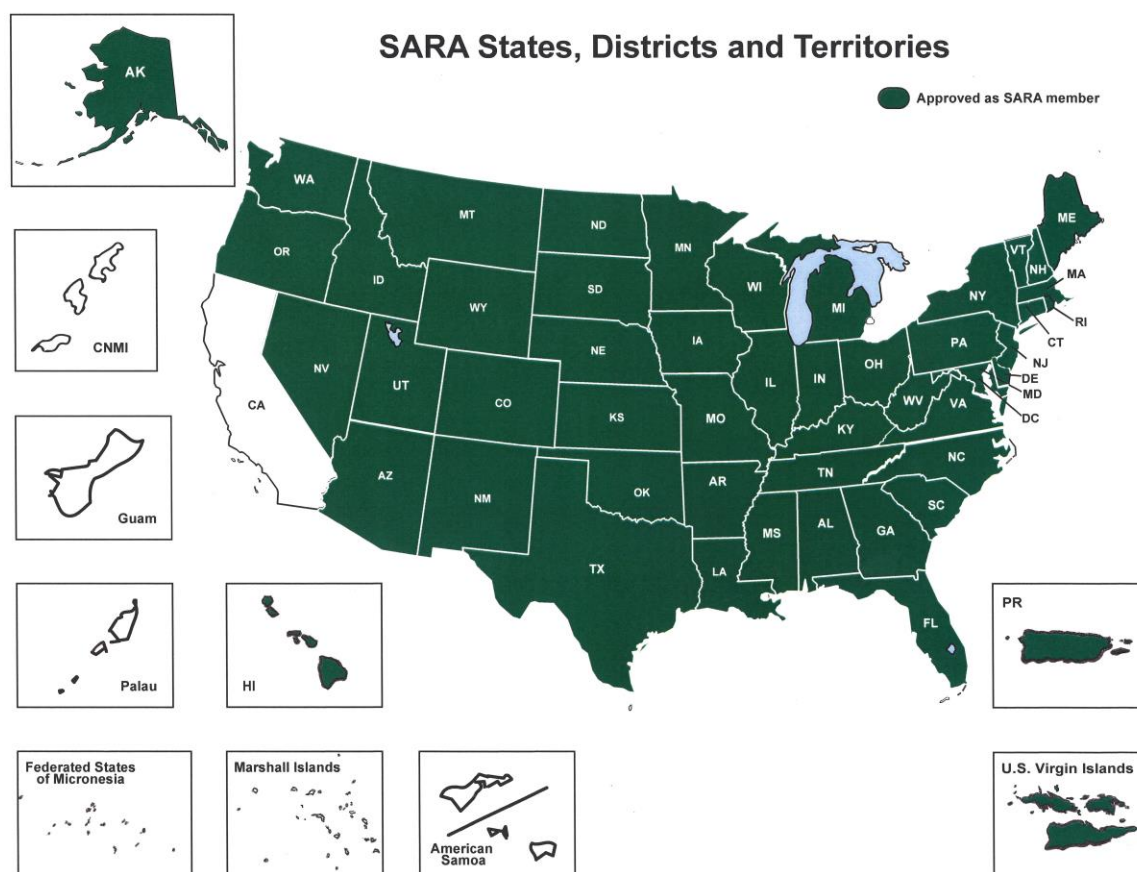 SARA States, Districts and Territories
Approved as SARA member
AK
WA
OR
CA
NV
ID
MT
WY
UT
AZ
CO
NM
ND
SD
NE
KS
OK
TX
MN
IA
MO
AR
LA
WI
IL
MS
MI
IN
KY
TN
AL
OH
GA
FL
SC
NC
VA
WV
PA
NY
VT
NH
ME
MA
RI
CT
NJ
DE
MD
DC
CNMI
Guam
Palau
HI
PR
Federated States
of Micronesia
Marshall Islands
American
Samoa
U.S. Virgin Islands